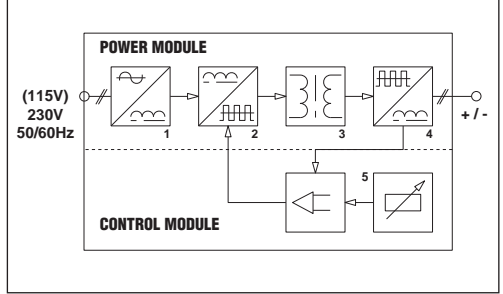 POWER MODULE
(115V)
230V
50/60Hz
1
2
3
4
+ / -
5
CONTROL MODULE